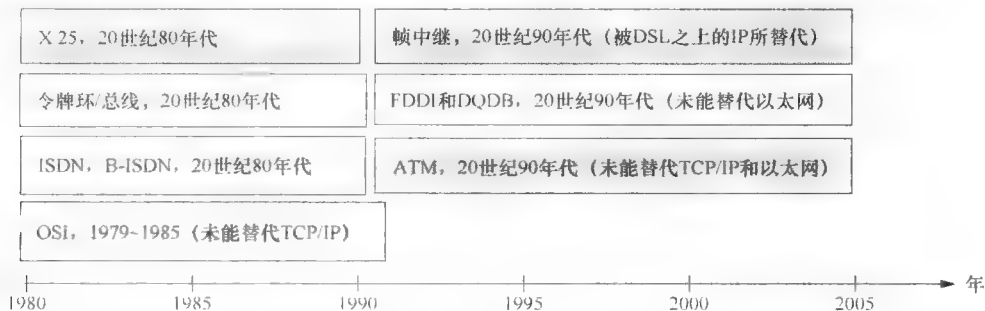 X 25，20世纪80年代
帧中继，20世纪90年代（被DSL之上的IP所替代）
令牌环/总线，20世纪80年代
FDDI和DQDB，20世纪90年代（未能替代以太网）
ISDN，B-ISDN，20世纪80年代
ATM，20世纪90年代（未能替代TCP/IP和以太网）
OSI，1979~1985（未能替代TCP/IP）
年
1980 1985 1990 1995 2000 2005